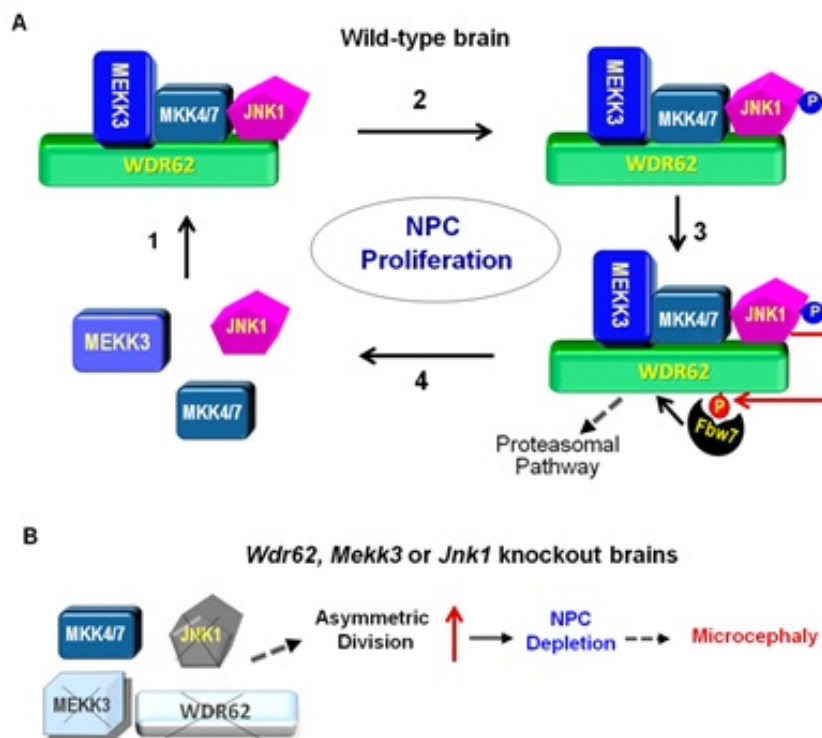 A
Wild-type brain
MEKK3
MKK4/7
JNK1
WDR62
2
MEKK3
MKK4/7
JNK1
P
WDR62
1
NPC
Proliferation
3
MEKK3
JNK1
MKK4/7
4
MEKK3
MKK4/7
JNK1
P
WDR62
P
Fbw7
Proteasomal
Pathway
B
Wdr62, Mekk3 or Jnk1 knockout brains
MKK4/7
JNK1
MEKK3
WDR62
Asymmetric
Division
NPC
Depletion
Microcephaly